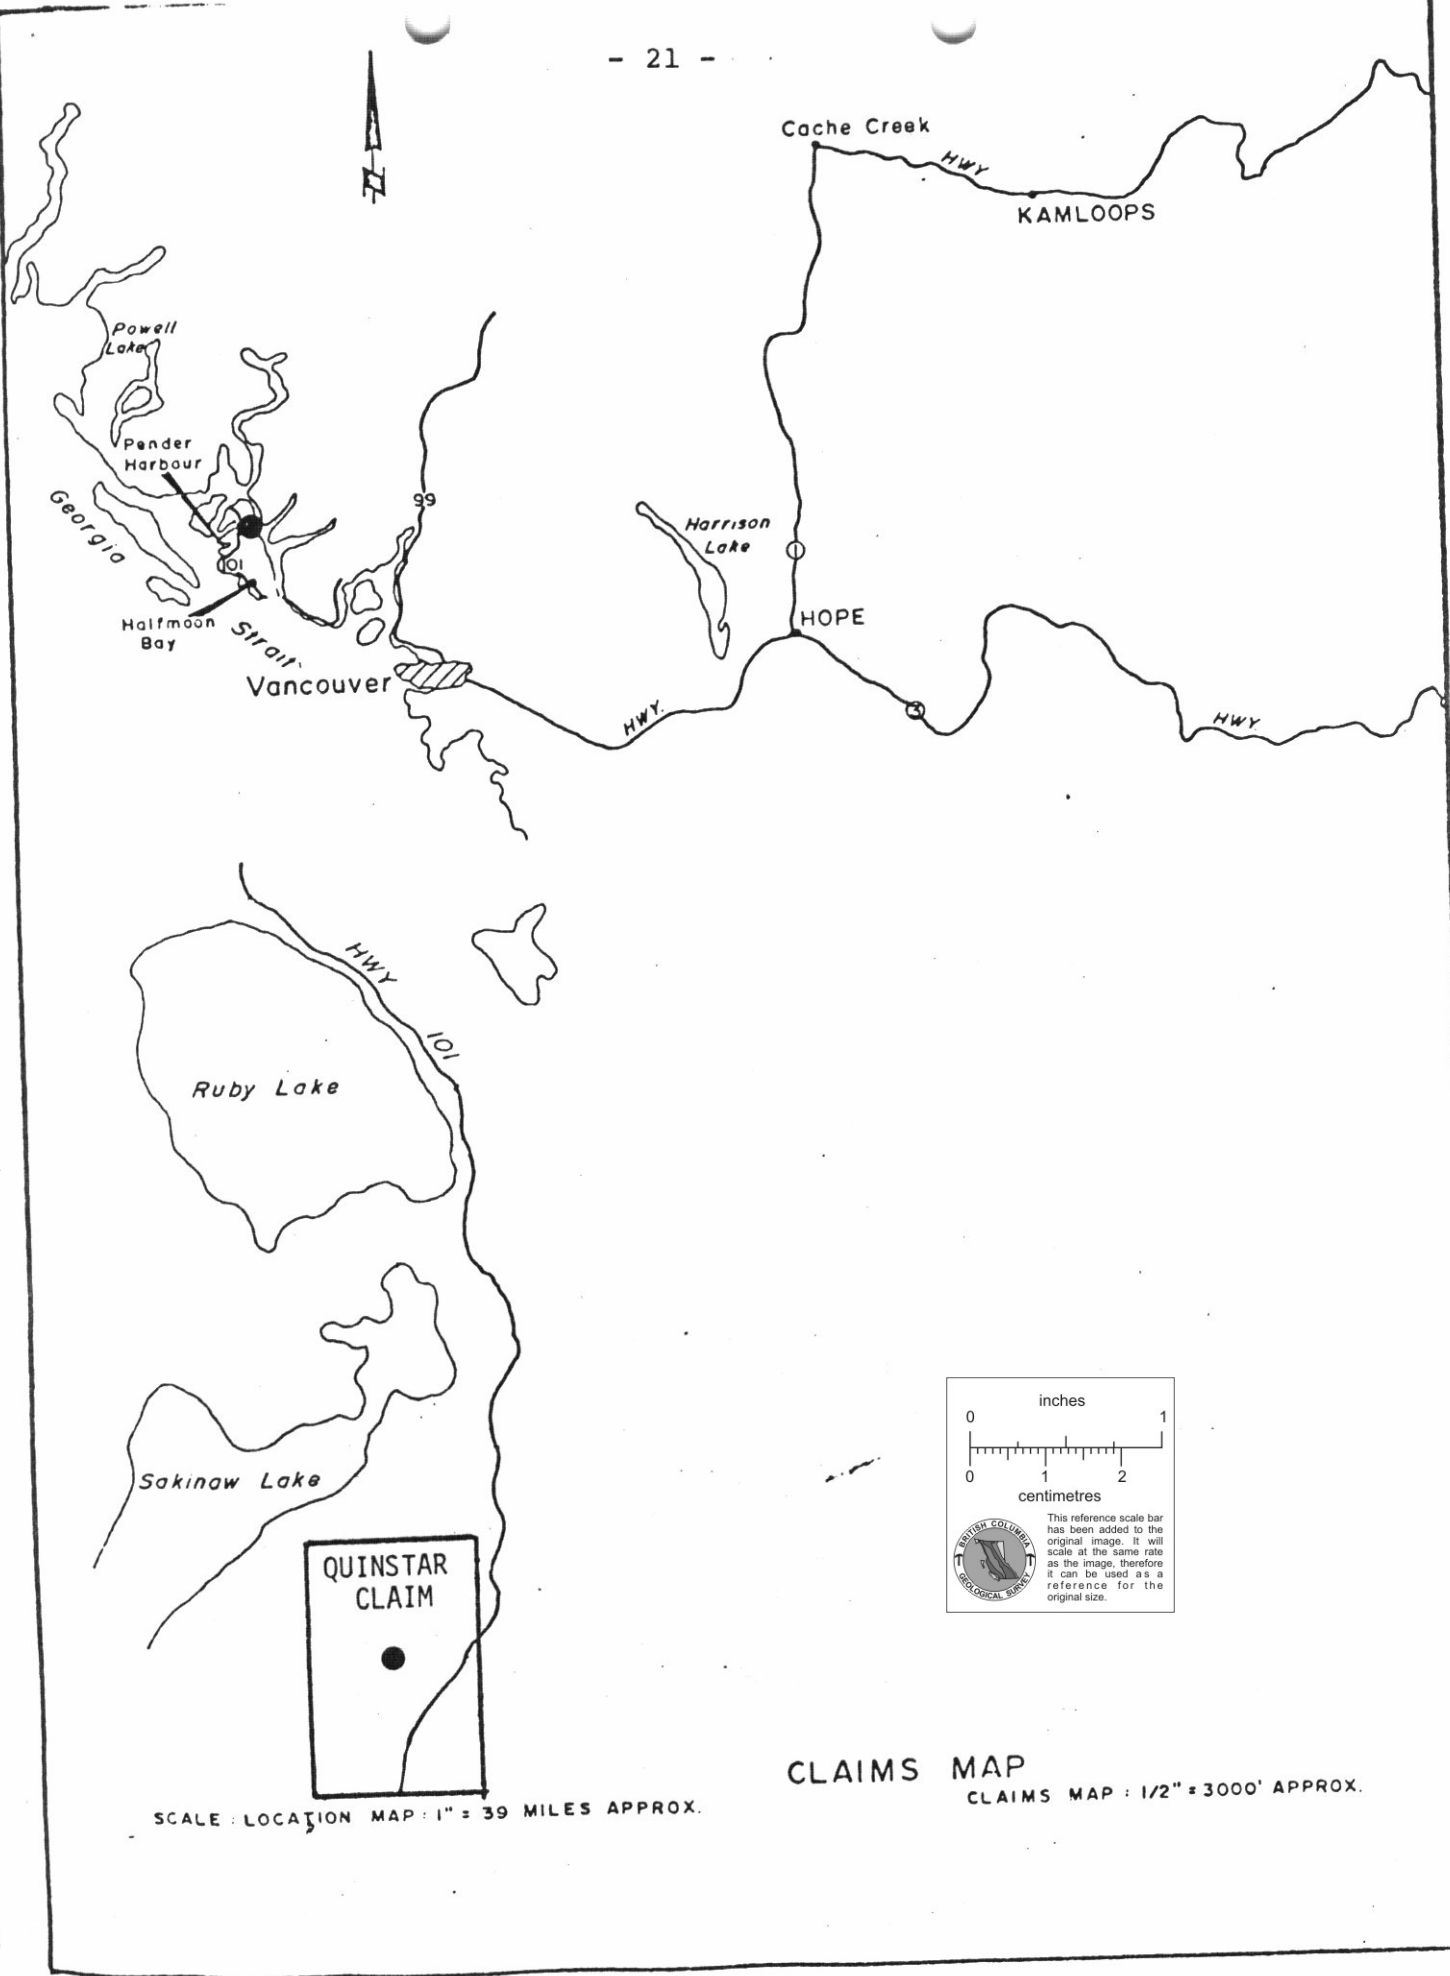 - 21 -
Cache Creek
HWY
KAMLOOPS
Powell
Lake
Pender
Harbour
Georgia
99
Harrison
Lake
1
101
HOPE
Halfmoon
Bay
Strait
Vancouver
HWY.
3
HWY
HWY
101
Ruby Lake
Sakinaw Lake
QUINSTAR
CLAIM
inches
0 1
0 1 2
centimetres
This reference scale bar
has been added to the
original image. It will
scale at the same rate
as the image, therefore
it can be used as a
reference for the
original size.
BRITISH COLUMBIA
GEOLOGICAL SURVEY
CLAIMS MAP
CLAIMS MAP : 1/2" = 3000' APPROX.
SCALE : LOCATION MAP : 1" = 39 MILES APPROX.
N